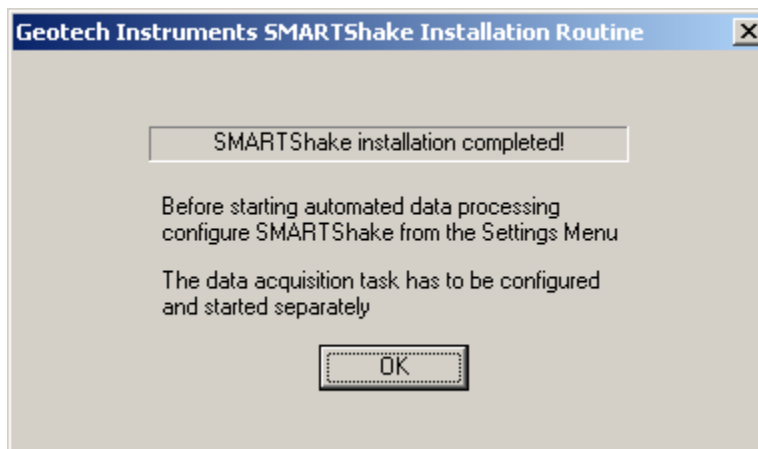 Geotech Instruments SMARTShake Installation Routine
SMARTShake installation completed!
Before starting automated data processing
configure SMARTShake from the Settings Menu
The data acquisition task has to be configured
and started separately
OK